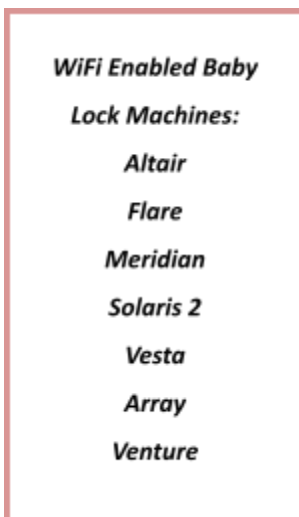 WiFi Enabled Baby
Lock Machines:
Altair
Flare
Meridian
Solaris 2
Vesta
Array
Venture